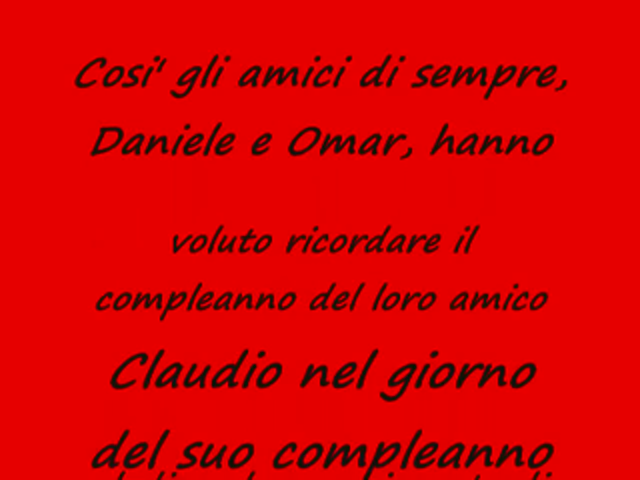 Cosi' gli amici di sempre,
Daniele e Omar, hanno
voluto ricordare il
compleanno del loro amico
Claudio nel giorno
del suo compleanno